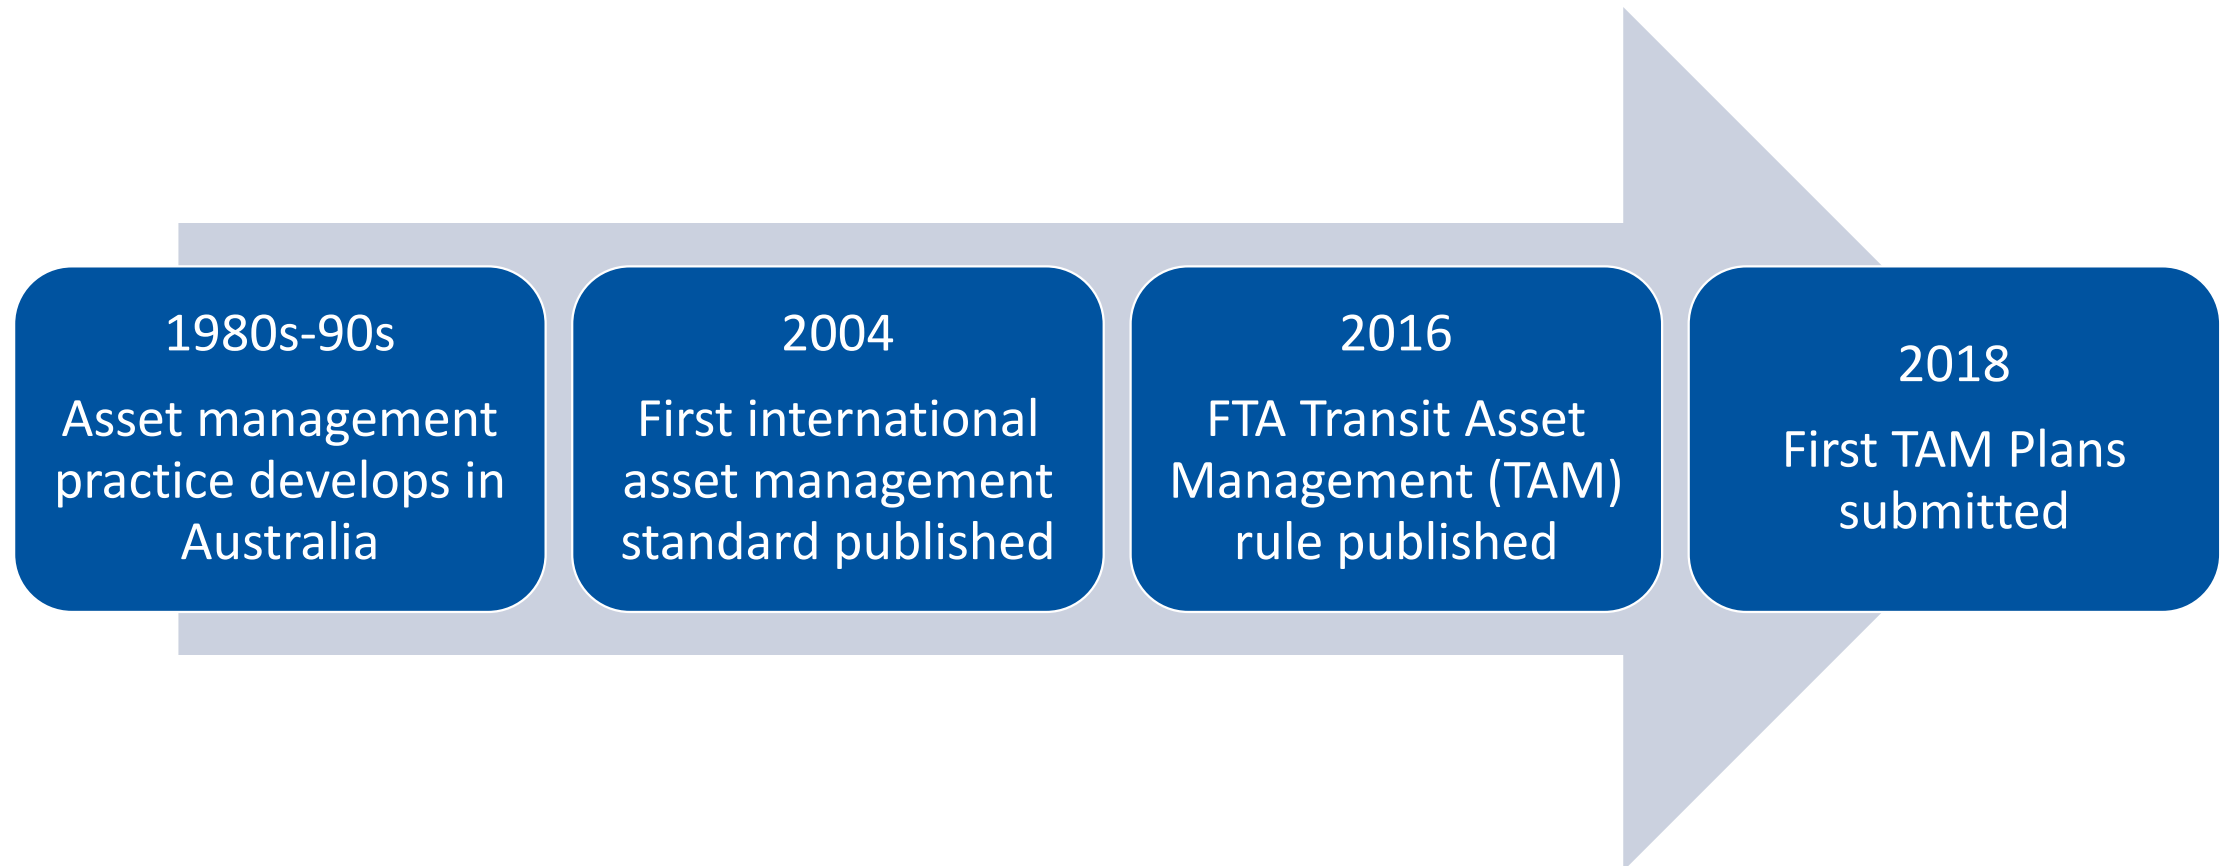 1980s-90s
Asset management
practice develops in
Australia
2004
First international
asset management
standard published
2016
FTA Transit Asset
Management (TAM)
rule published
2018
First TAM Plans
submitted